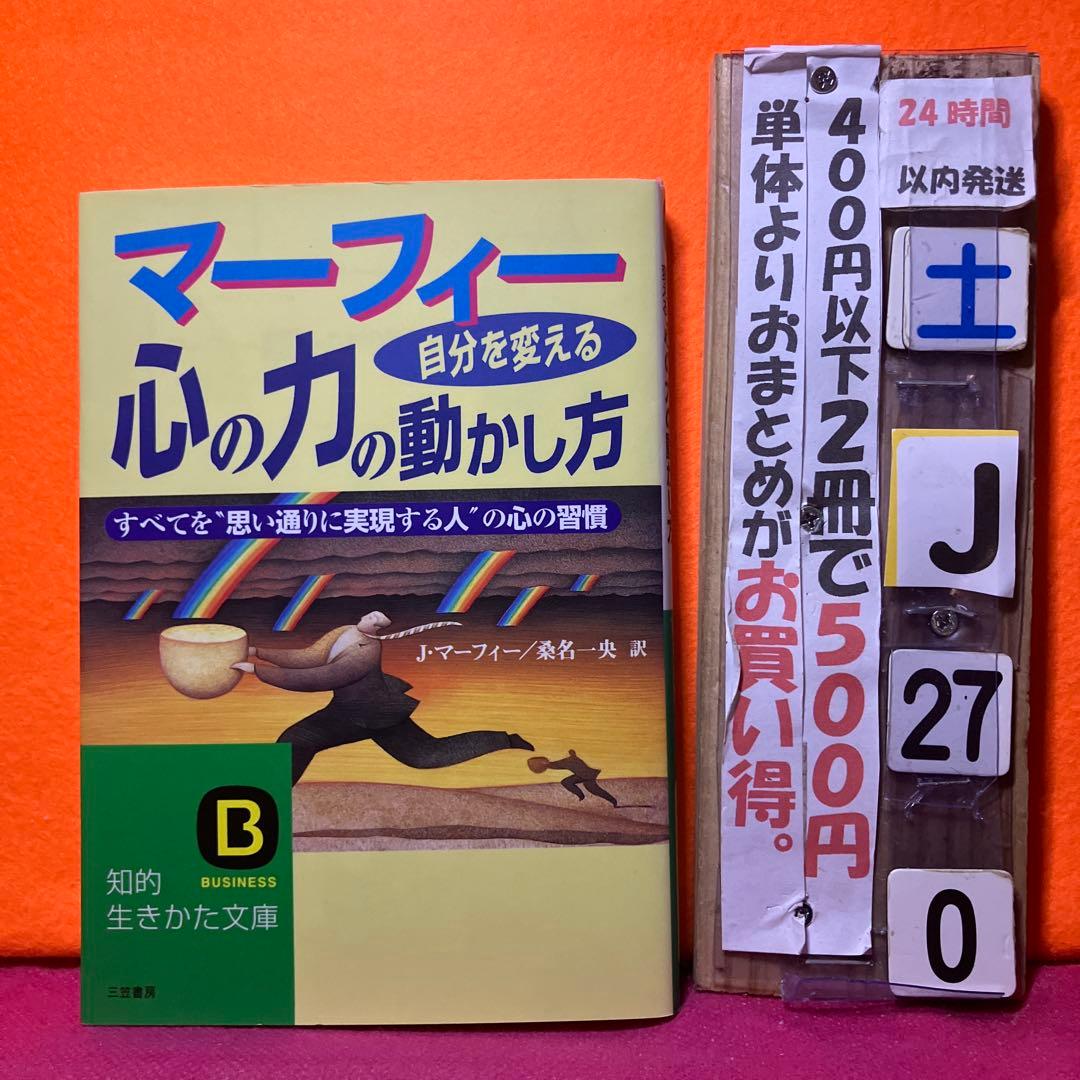 マーフィー
自分を変える
心の力の動かし方
すべてを“思い通りに実現する人”の心の習慣
J・マーフィー/桑名一央 訳
B
BUSINESS
知的
生きかた文庫
三笠書房
400円以下2冊で500円
単体よりおまとめがお買い得。
24時間
以内発送
土
J
27
0